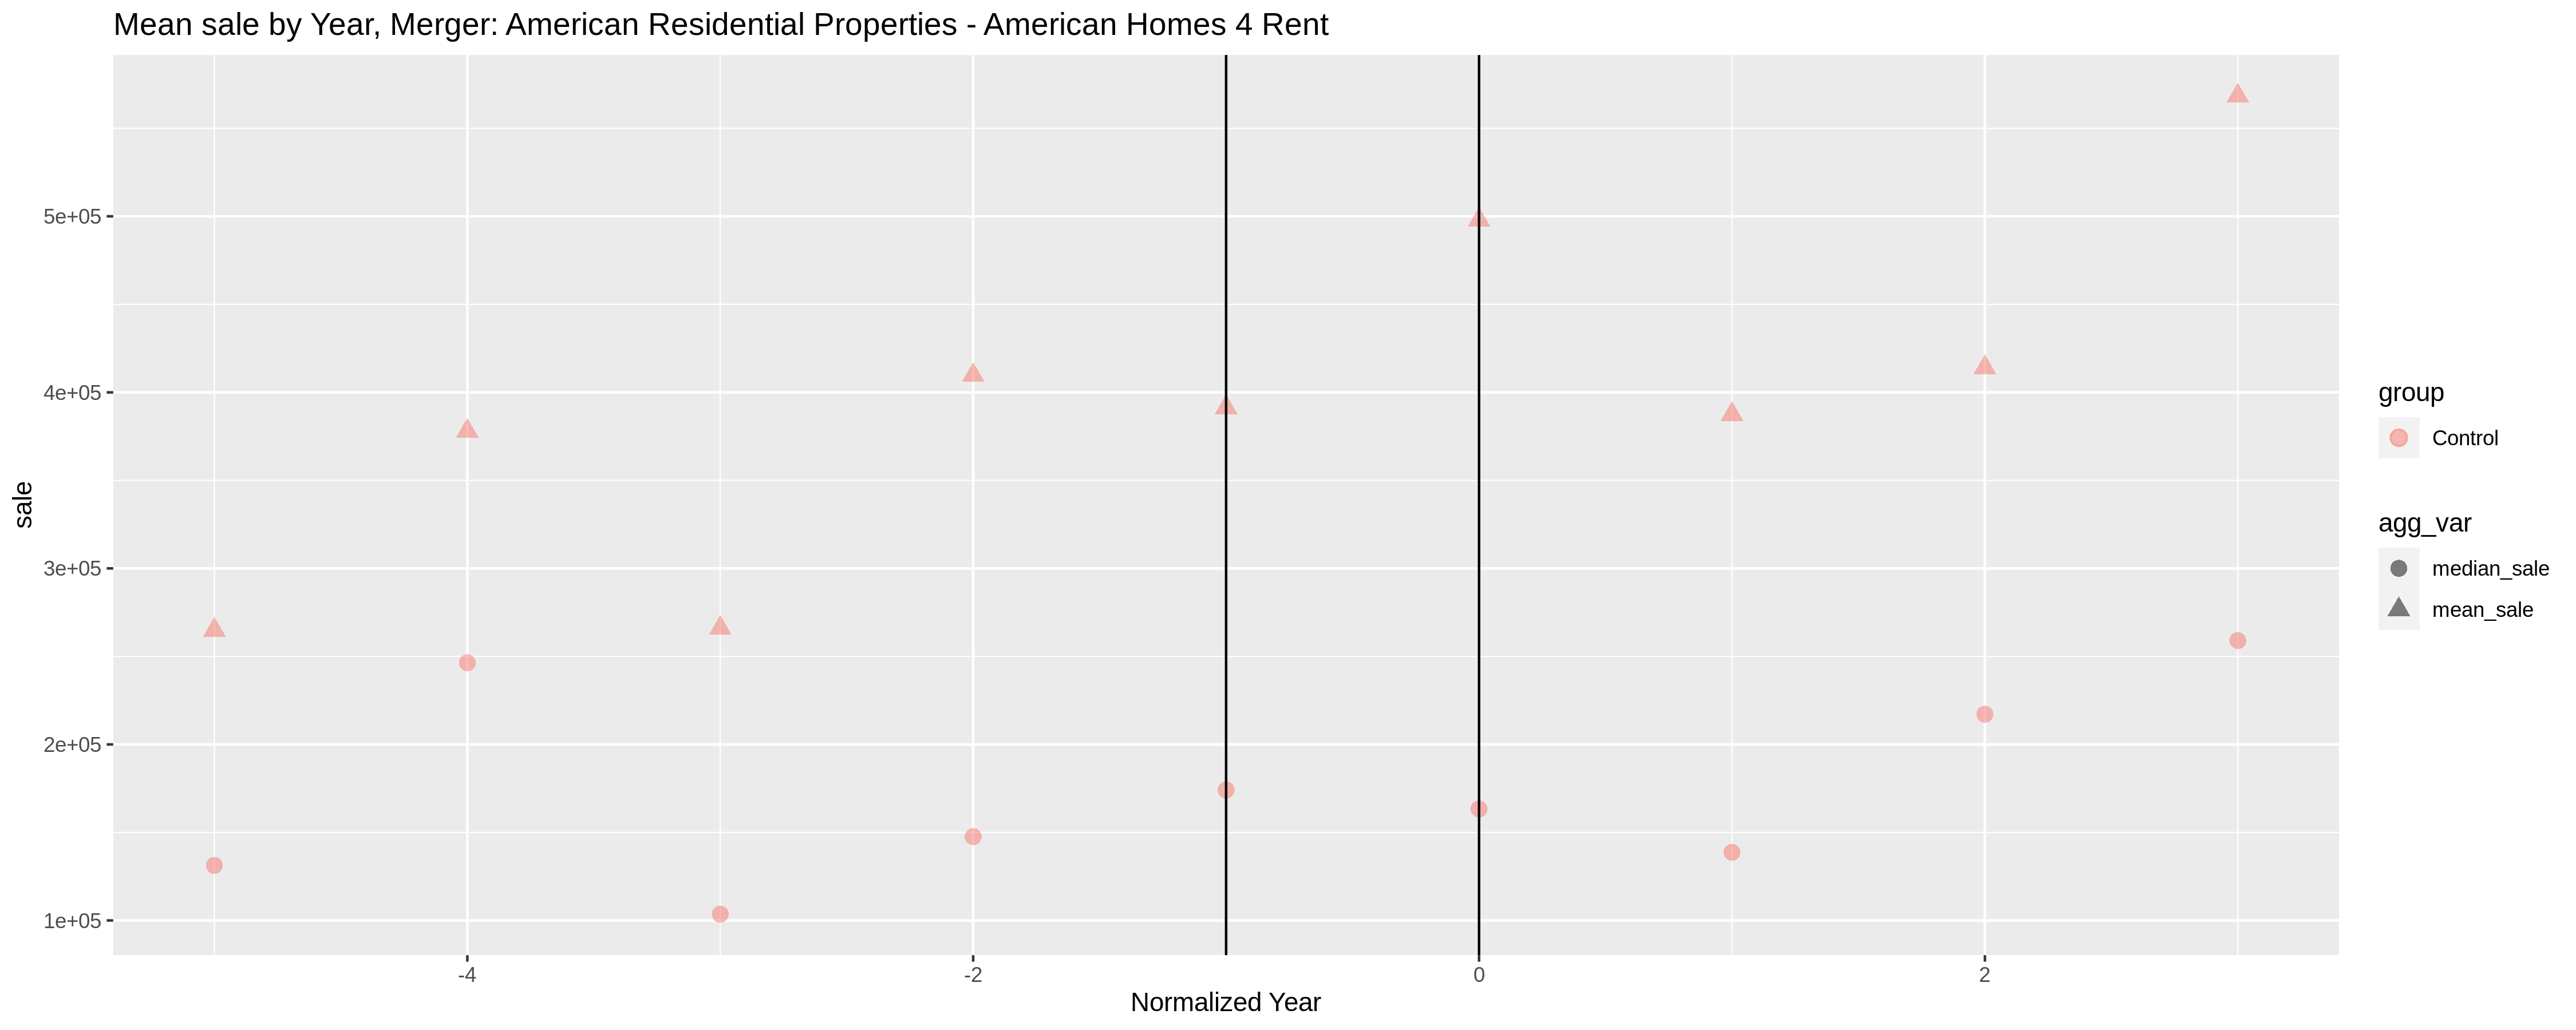 Mean sale by Year, Merger: American Residential Properties - American Homes 4 Rent
sale
5e+05
4e+05
3e+05
2e+05
1e+05
-4
-2
0
2
Normalized Year
group
Control
agg_var
median_sale
mean_sale